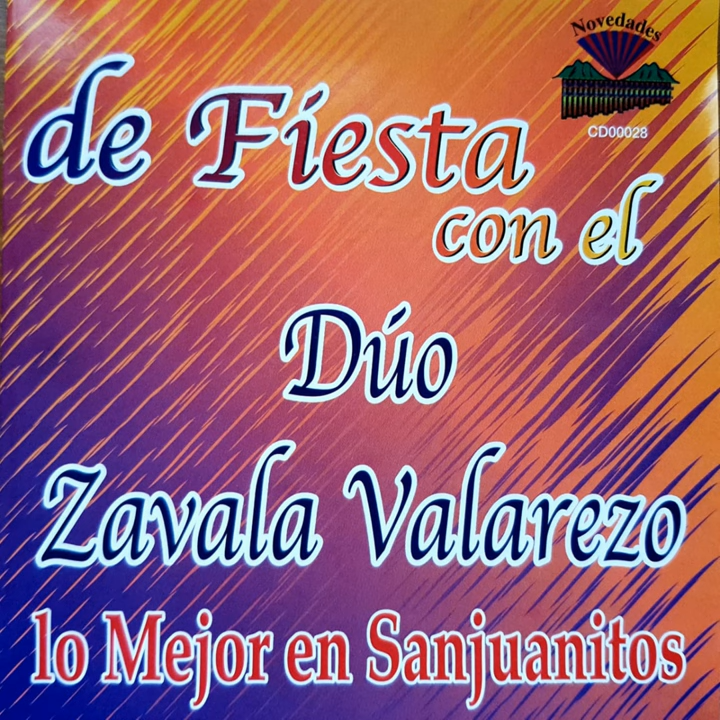 Novedades
CD00028
de Fiesta
con el
Dúo
Zavala Valarezo
lo Mejor en Sanjuanitos